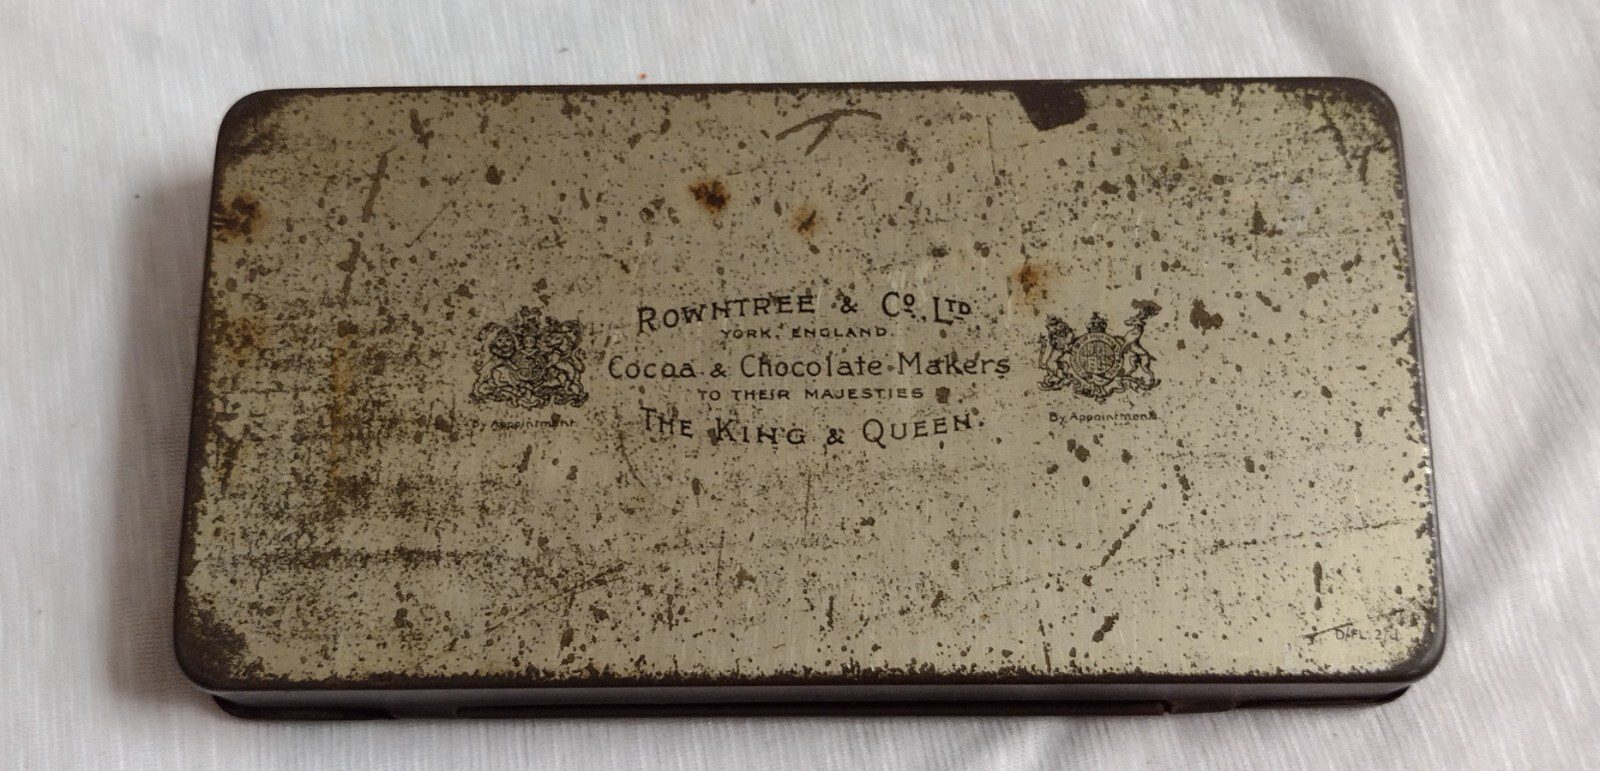 ROWNTREE & Co. LTD
YORK, ENGLAND.
Cocoa & Chocolate Makers
TO THEIR MAJESTIES
THE KING & QUEEN.
By Appointment.
By Appointment.